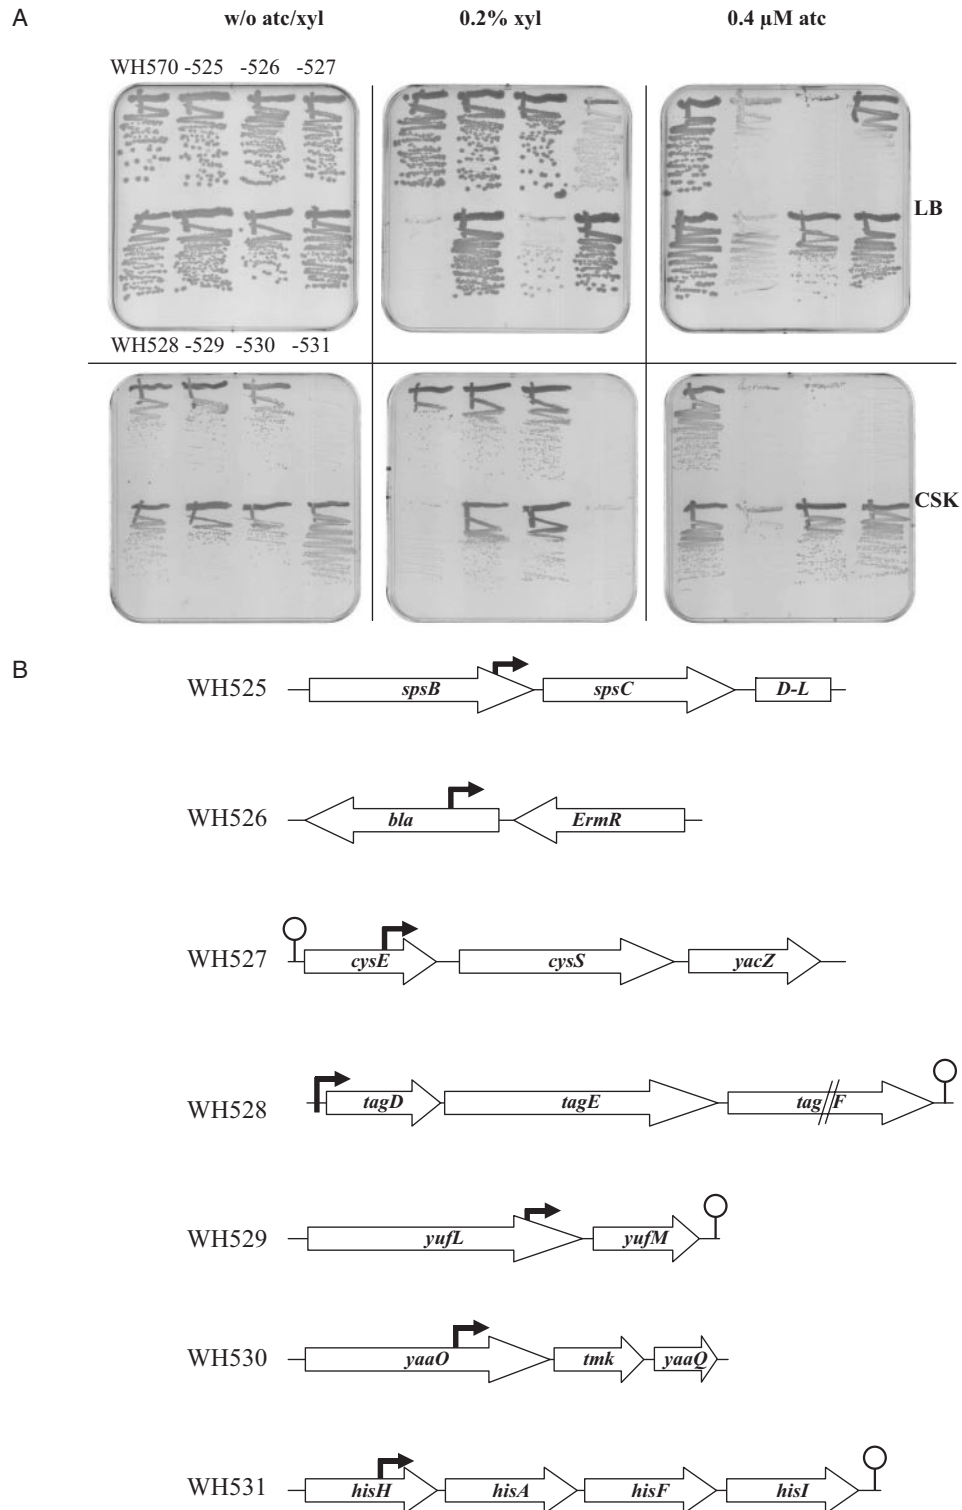 A
w/o atc/xyl 0.2% xyl 0.4 µM atc
WH570 -525 -526 -527
LB
WH528 -529 -530 -531
CSK
B
WH525 spsB spsC D-L
WH526 bla ErmR
WH527 cysE cysS yacZ
WH528 tagD tagE tag//F
WH529 yufL yufM
WH530 yaaO tmk yaaQ
WH531 hisH hisA hisF hisI